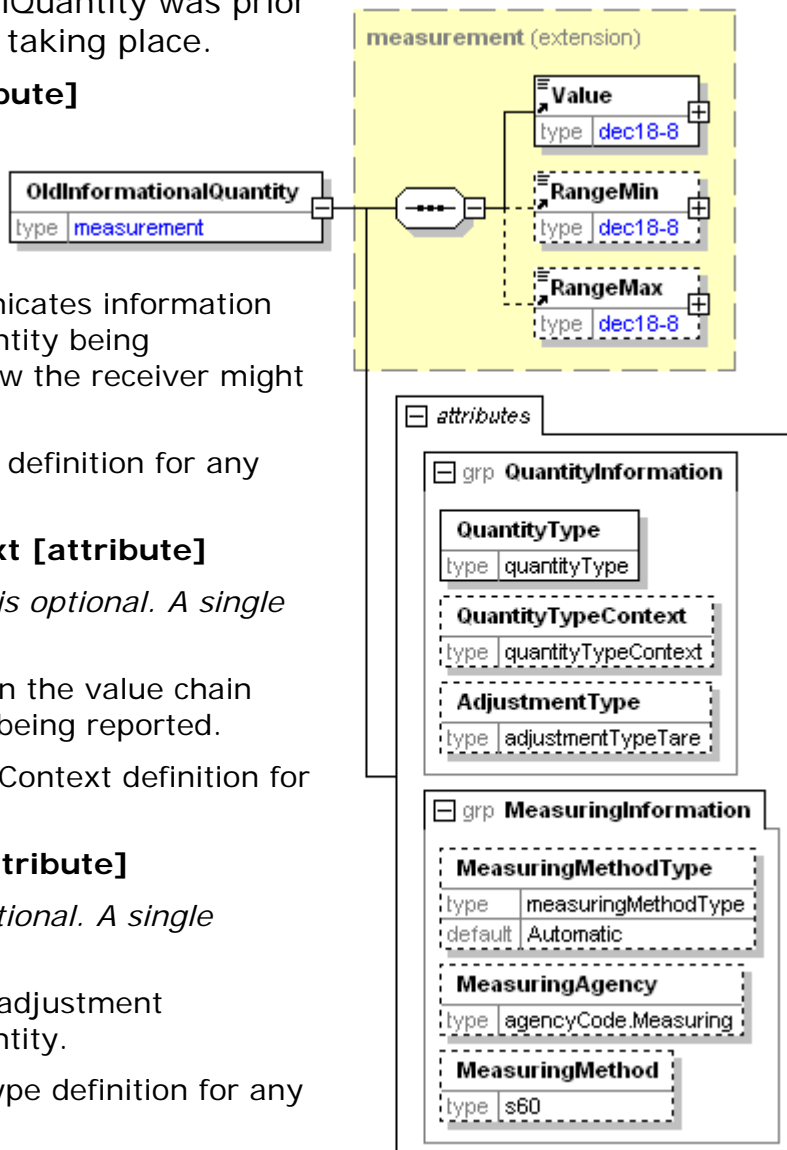 lQuantity was prior
taking place.
bute]
OldInformationalQuantity
type measurement
measurement (extension)
Value
type dec18-8
RangeMin
type dec18-8
RangeMax
type dec18-8
nicates information
ntity being
w the receiver might
definition for any
xt [attribute]
is optional. A single
n the value chain
being reported.
Context definition for
tribute]
tional. A single
adjustment
ntity.
ype definition for any
attributes
grp QuantityInformation
QuantityType
type quantityType
QuantityTypeContext
type quantityTypeContext
AdjustmentType
type adjustmentTypeTare
grp MeasuringInformation
MeasuringMethodType
type measuringMethodType
default Automatic
MeasuringAgency
type agencyCode.Measuring
MeasuringMethod
type s60